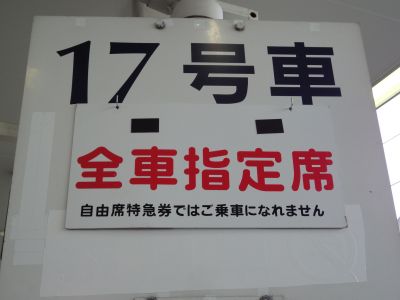 17号車
全車指定席
自由席特急券ではご乗車になれません